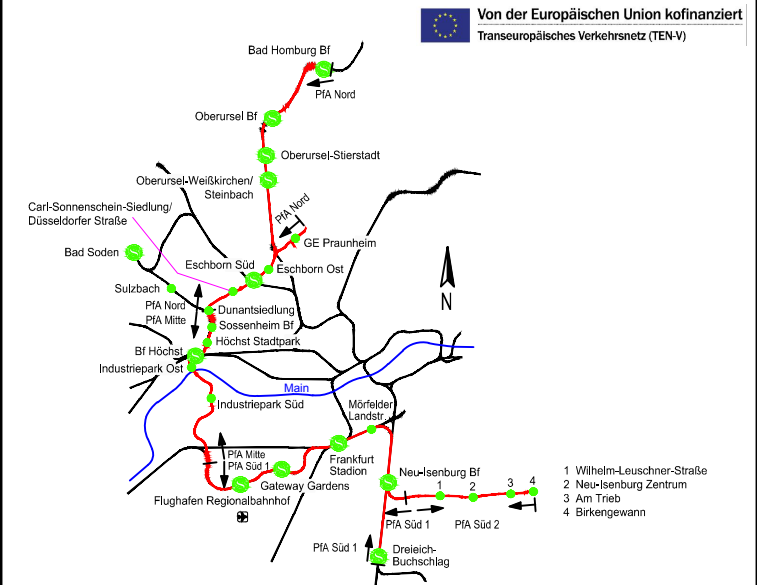 Von der Europäischen Union kofinanziert
Transeuropäisches Verkehrsnetz (TEN-V)
Bad Homburg Bf
PfA Nord
Oberursel Bf
Oberursel-Stierstadt
Oberursel-Weißkirchen/
Steinbach
Carl-Sonnenschein-Siedlung/
Düsseldorfer Straße
PfA Nord
GE Praunheim
Bad Soden
Eschborn Süd
Eschborn Ost
Sulzbach
PfA Nord
PfA Mitte
Dunantsiedlung
Sossenheim Bf
Höchst Stadtpark
N
Bf Höchst
Industriepark Ost
Main
Industriepark Süd
Mörfelder
Landstr.
PfA Mitte
PfA Süd 1
Frankfurt
Stadion
Gateway Gardens
Flughafen Regionalbahnhof
Neu-Isenburg Bf
1
2
3
4
PfA Süd 1
PfA Süd 2
PfA Süd 1
Dreieich-
Buchschlag
1 Wilhelm-Leuschner-Straße
2 Neu-Isenburg Zentrum
3 Am Trieb
4 Birkengewann